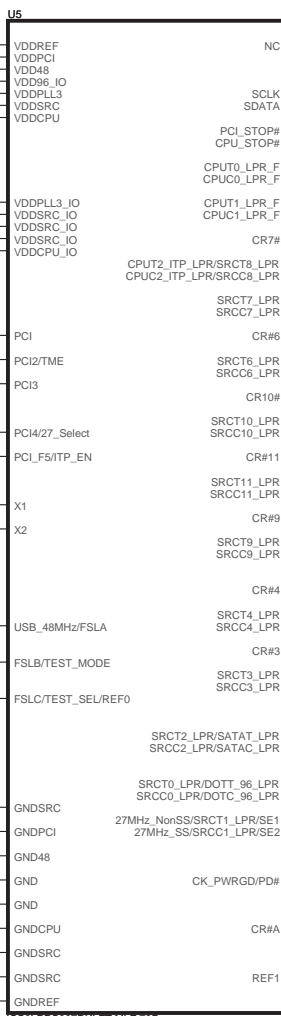 U5
VDDREF
VDDPCI
VDD48
VDD96_IO
VDDPLL3
VDDSRC
VDDCPU
VDDPLL3_IO
VDDSRC_IO
VDDSRC_IO
VDDSRC_IO
VDDCPU_IO
PCI
PCI2/TME
PCI3
PCI4/27_Select
PCI_F5/ITP_EN
X1
X2
USB_48MHz/FSLA
FSLB/TEST_MODE
FSLC/TEST_SEL/REF0
GNDSRC
GNDPCI
GND48
GND
GND
GNDCPU
GNDSRC
GNDSRC
GNDREF
NC
SCLK
SDATA
PCI_STOP#
CPU_STOP#
CPUT0_LPR_F
CPUC0_LPR_F
CPUT1_LPR_F
CPUC1_LPR_F
CR7#
CPUT2_ITP_LPR/SRCT8_LPR
CPUC2_ITP_LPR/SRCC8_LPR
SRCT7_LPR
SRCC7_LPR
CR#6
SRCT6_LPR
SRCC6_LPR
CR10#
SRCT10_LPR
SRCC10_LPR
CR#11
SRCT11_LPR
SRCC11_LPR
CR#9
SRCT9_LPR
SRCC9_LPR
CR#4
SRCT4_LPR
SRCC4_LPR
CR#3
SRCT3_LPR
SRCC3_LPR
SRCT2_LPR/SATAT_LPR
SRCC2_LPR/SATAC_LPR
SRCT0_LPR/DOTT_96_LPR
SRCC0_LPR/DOTC_96_LPR
27MHz_NonSS/SRCT1_LPR/SE1
27MHz_SS/SRCC1_LPR/SE2
CK_PWRGD/PD#
CR#A
REF1